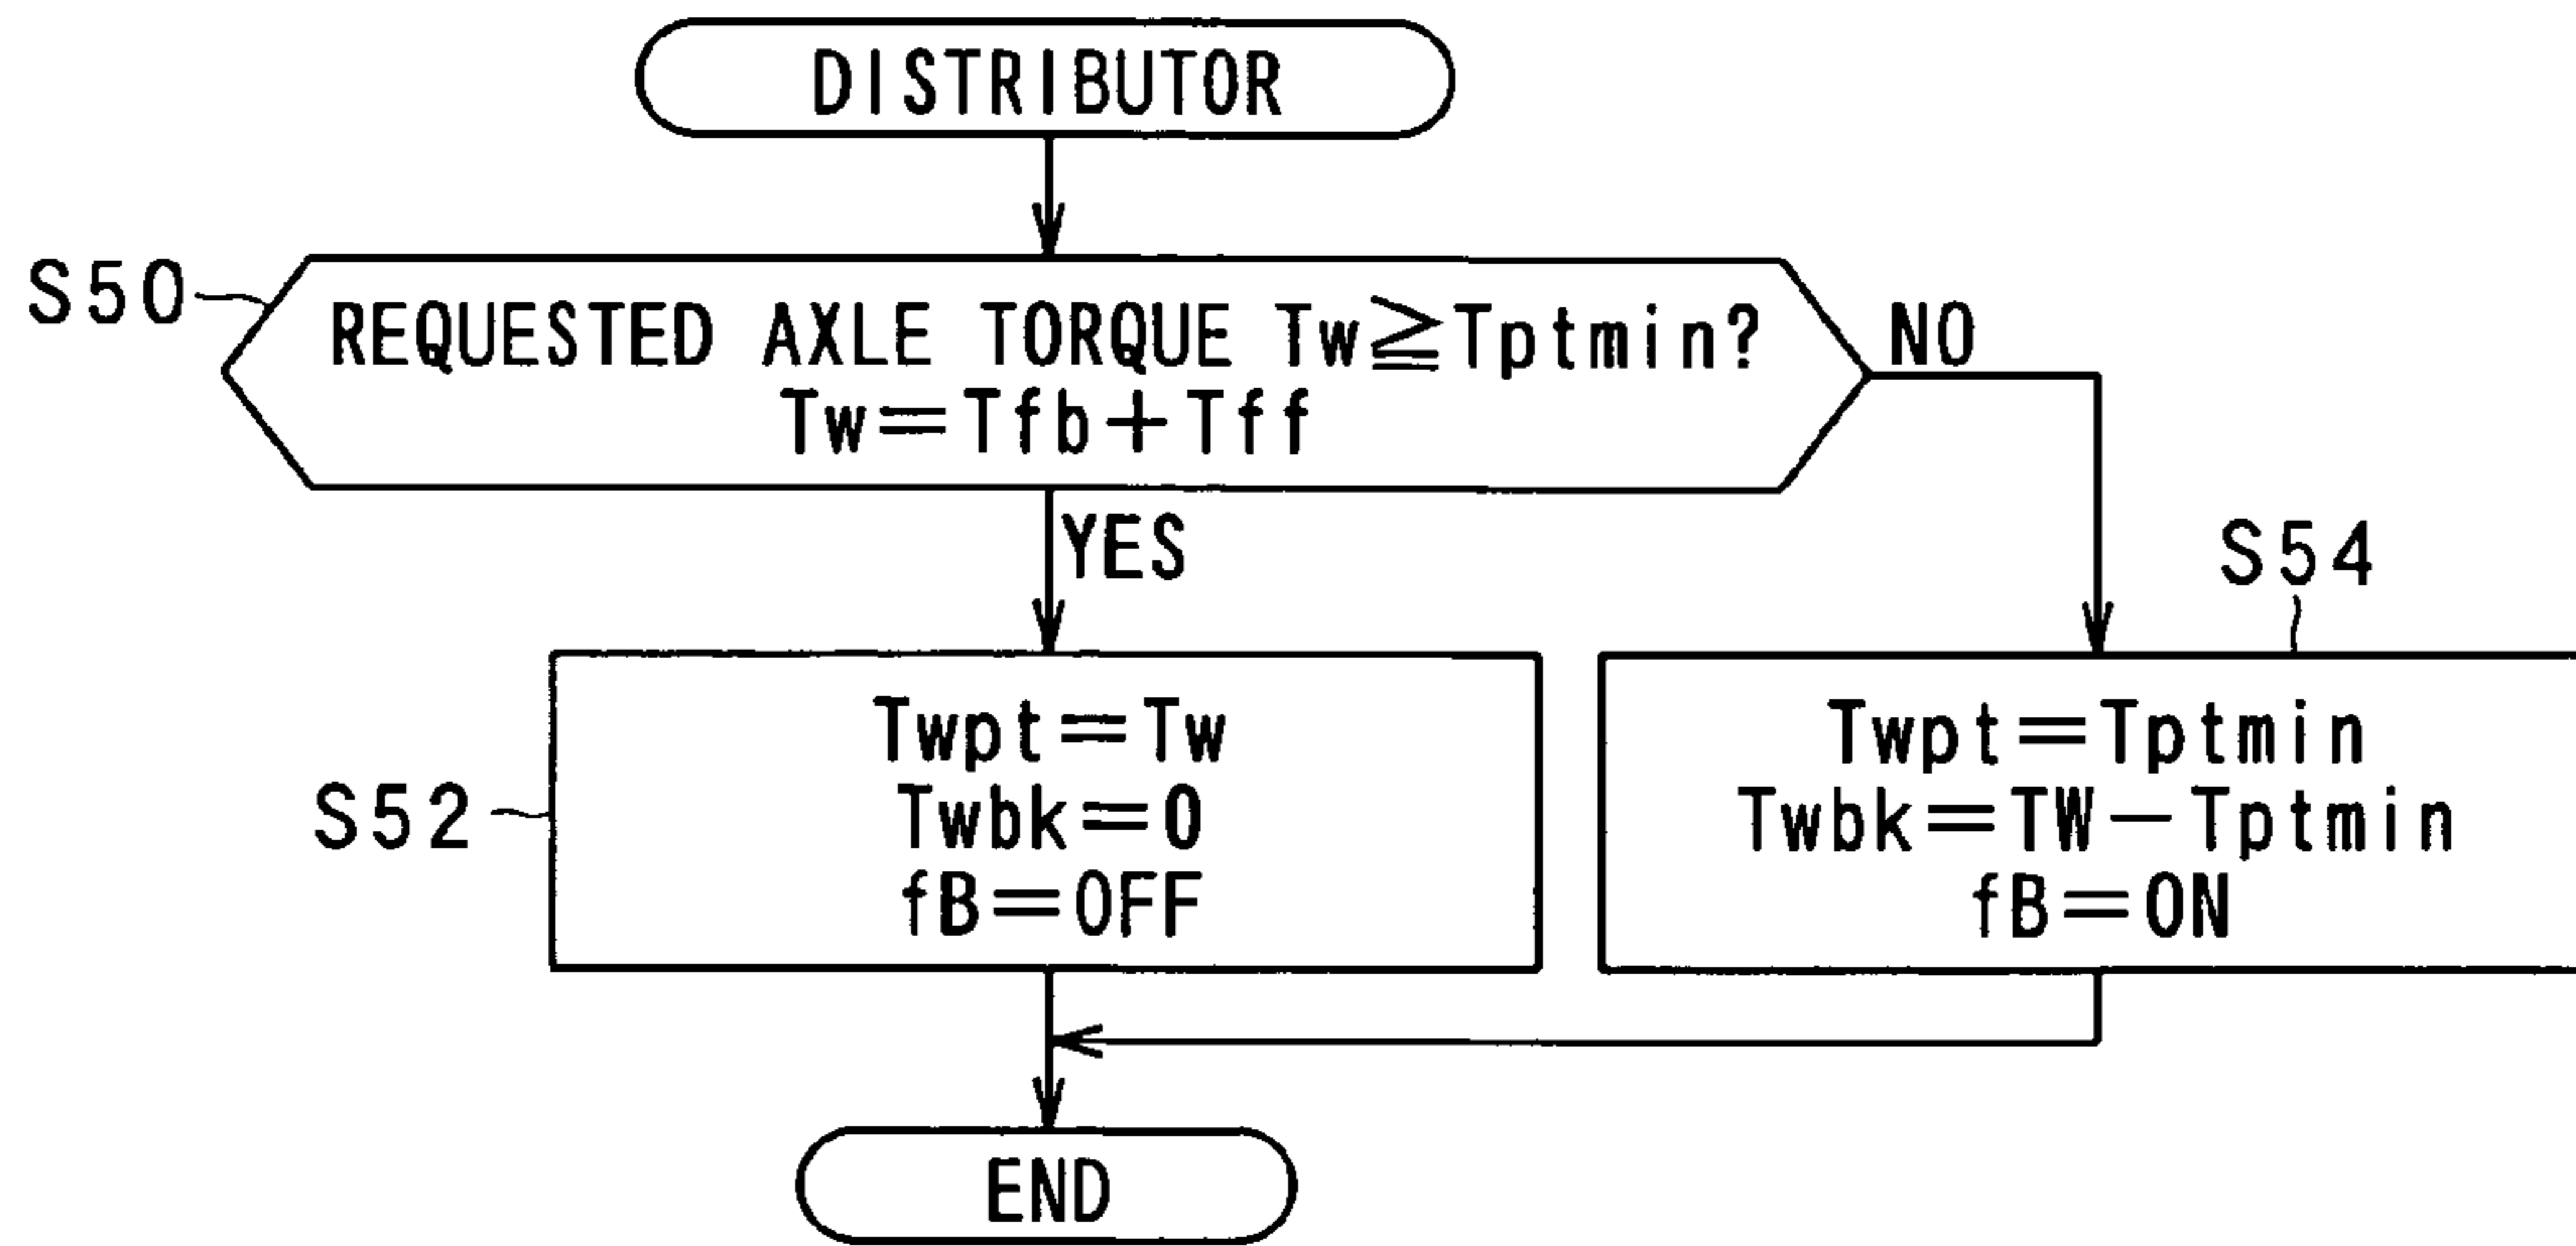 DISTRIBUTOR
S50
REQUESTED AXLE TORQUE Tw≧Tptmin?
Tw=Tfb+Tff
NO
YES
S54
S52
Twpt=Tw
Twbk=0
fB=OFF
Twpt=Tptmin
Twbk=TW-Tptmin
fB=ON
END